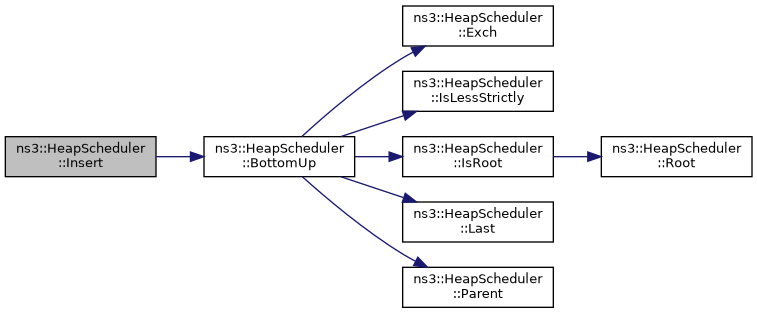 ns3::HeapScheduler
::Insert
ns3::HeapScheduler
::BottomUp
ns3::HeapScheduler
::Exch
ns3::HeapScheduler
::IsLessStrictly
ns3::HeapScheduler
::IsRoot
ns3::HeapScheduler
::Last
ns3::HeapScheduler
::Parent
ns3::HeapScheduler
::Root